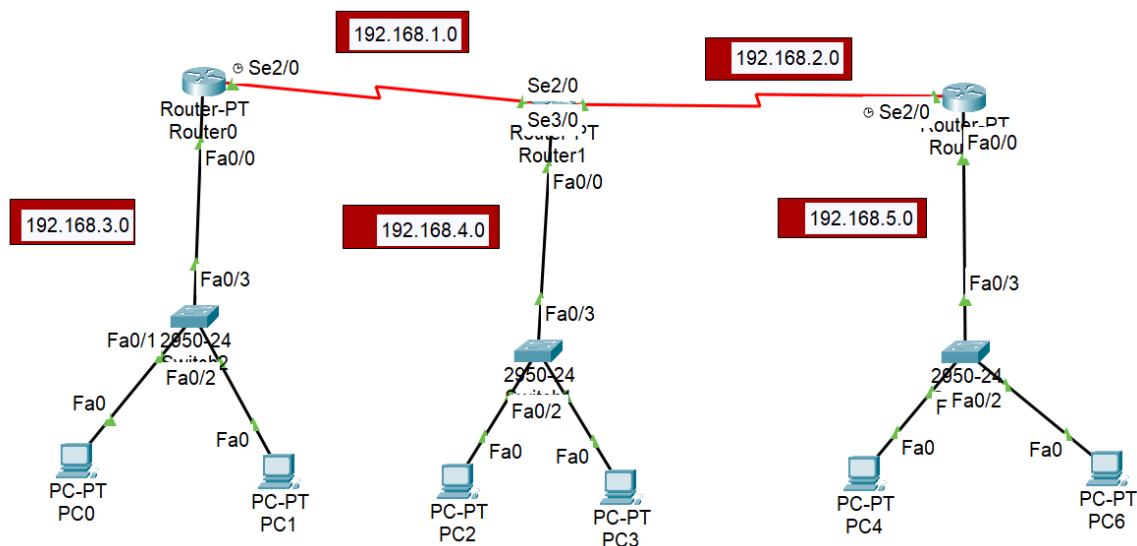 192.168.1.0
192.168.2.0
Se2/0
Router-PT
Router0
Fa0/0
Se2/0
Se3/0
Router1
Fa0/0
Se2/0
Fa0/0
192.168.3.0
192.168.4.0
192.168.5.0
Fa0/3
Fa0/1
2950-24
Fa0/2
Fa0
Fa0
PC-PT
PC0
PC-PT
PC1
Fa0/3
2950-24
Fa0/2
Fa0
Fa0
PC-PT
PC2
PC-PT
PC3
Fa0/3
2950-24
Fa0/2
Fa0
Fa0
PC-PT
PC4
PC-PT
PC6